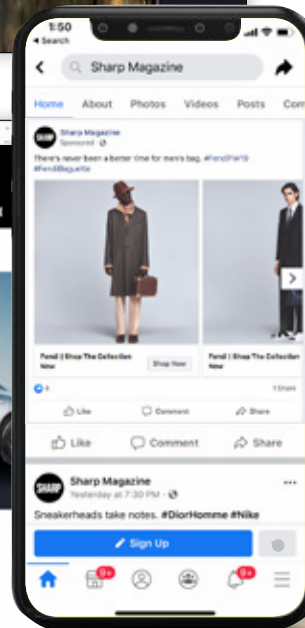 1:50
Search
Sharp Magazine
Home About Photos Videos Posts Com
SHARP Sharp Magazine
Sponsored
There's never been a better time for men's bag. #FendiFW19
#FendiBaguette
Fendi || Shop The Collection
Now
Shop Now
Fendi | Shop The Collection
Now
4
1 Share
Like Comment Share
Like Comment Share
SHARP Sharp Magazine
Yesterday at 7:30 PM
Sneakerheads take notes. #DiorHomme #Nike
Sign Up
9+ 9+